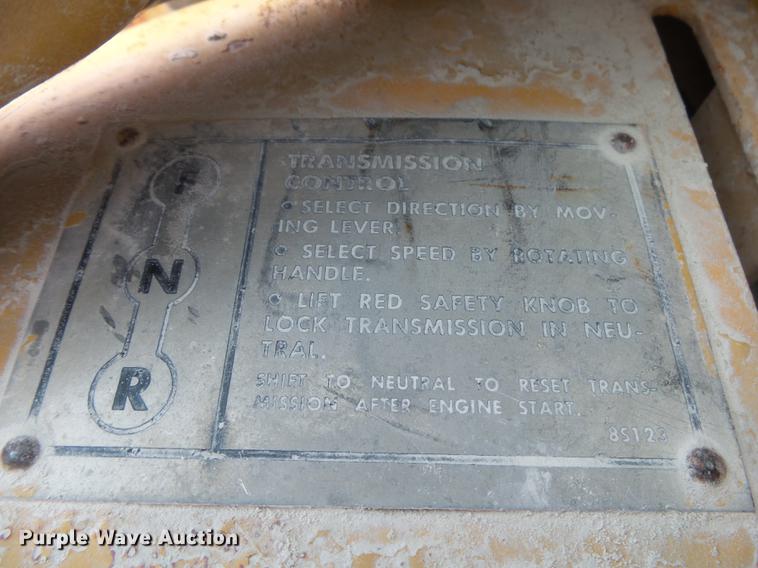 F
N
R
TRANSMISSION
CONTROL
• SELECT DIRECTION BY MOV-
ING LEVER
• SELECT SPEED BY ROTATING
HANDLE.
• LIFT RED SAFETY KNOB TO
LOCK TRANSMISSION IN NEU-
TRAL.
SHIFT TO NEUTRAL TO RESET TRANS-
MISSION AFTER ENGINE START.
8S123
Purple Wave Auction